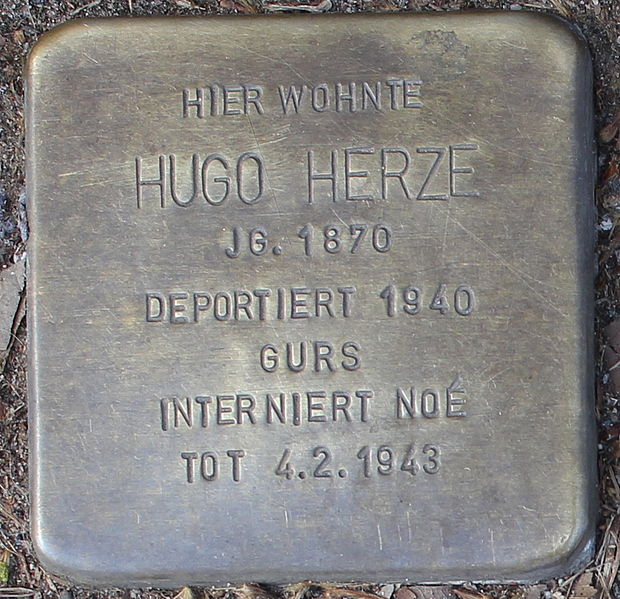 HIER WOHNTE
HUGO HERZE
JG. 1870
DEPORTIERT 1940
GURS
INTERNIERT NOÉ
TOT 4.2.1943